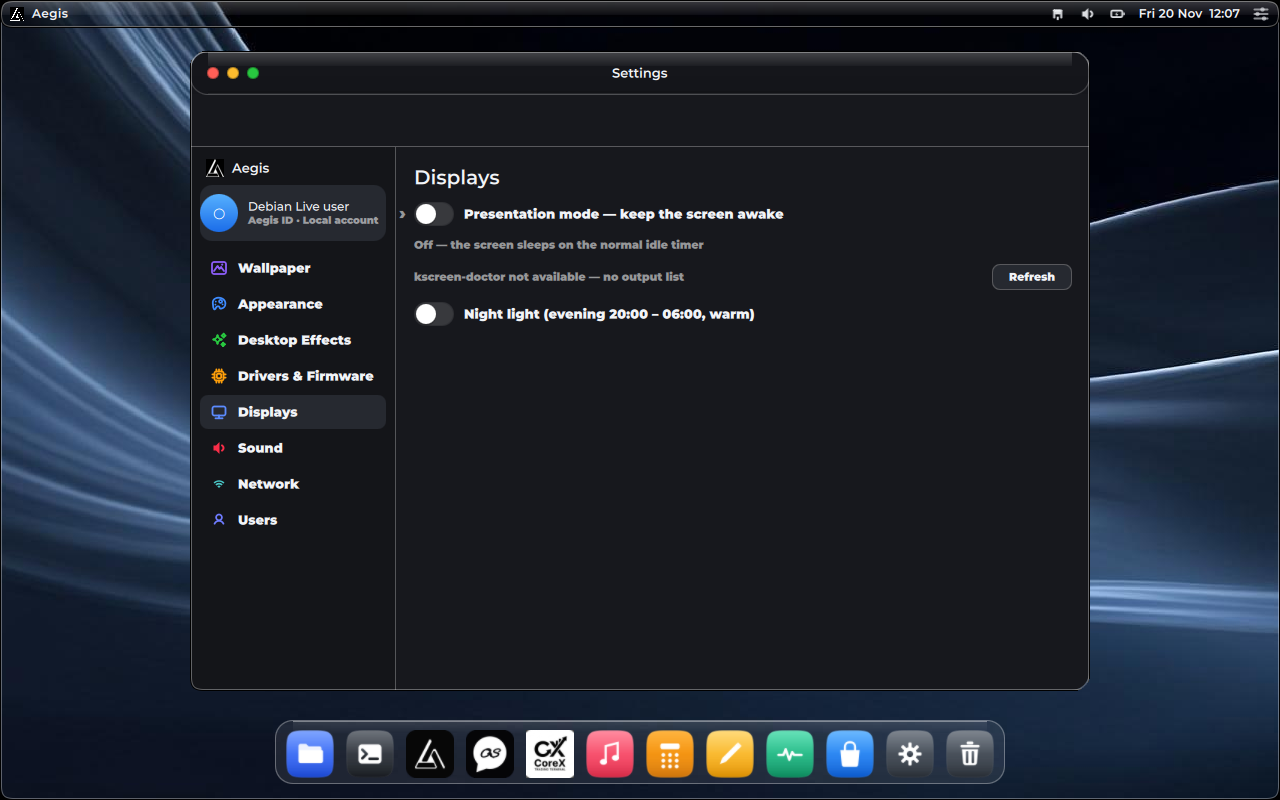 Aegis
Fri 20 Nov 12:07
Settings
Aegis
Debian Live user
Aegis ID · Local account
Wallpaper
Appearance
Desktop Effects
Drivers & Firmware
Displays
Sound
Network
Users
Displays
Presentation mode — keep the screen awake
Off — the screen sleeps on the normal idle timer
kscreen-doctor not available — no output list
Refresh
Night light (evening 20:00 – 06:00, warm)
as
CX
CoreX